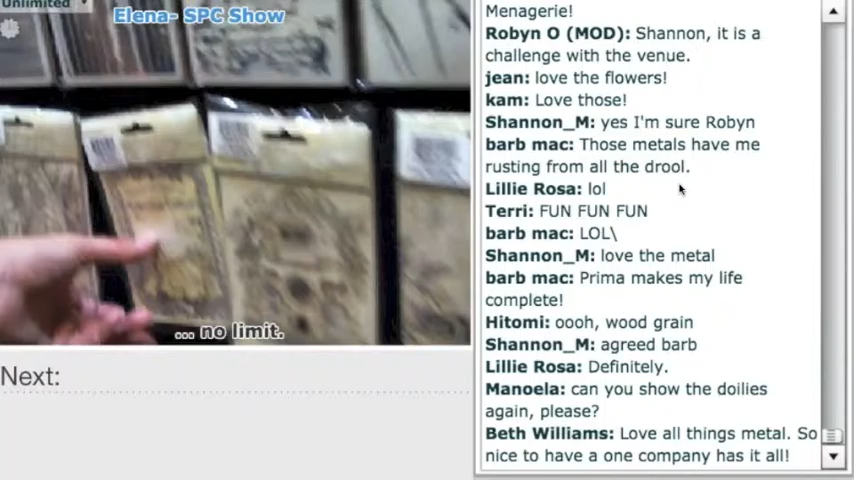 Unlimited
Elena- SPC Show
... no limit.
Next:
Menagerie!
Robyn O (MOD): Shannon, it is a
challenge with the venue.
jean: love the flowers!
kam: Love those!
Shannon_M: yes I'm sure Robyn
barb mac: Those metals have me
rusting from all the drool.
Lillie Rosa: lol
Terri: FUN FUN FUN
barb mac: LOL\
Shannon_M: love the metal
barb mac: Prima makes my life
complete!
Hitomi: oooh, wood grain
Shannon_M: agreed barb
Lillie Rosa: Definitely.
Manoela: can you show the doilies
again, please?
Beth Williams: Love all things metal. So
nice to have a one company has it all!